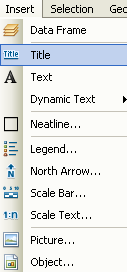 Insert Selection Geo
Data Frame
Title Title
A Text
Dynamic Text
Neatline...
Legend...
N North Arrow...
Scale Bar...
1:n Scale Text...
Picture...
Object...